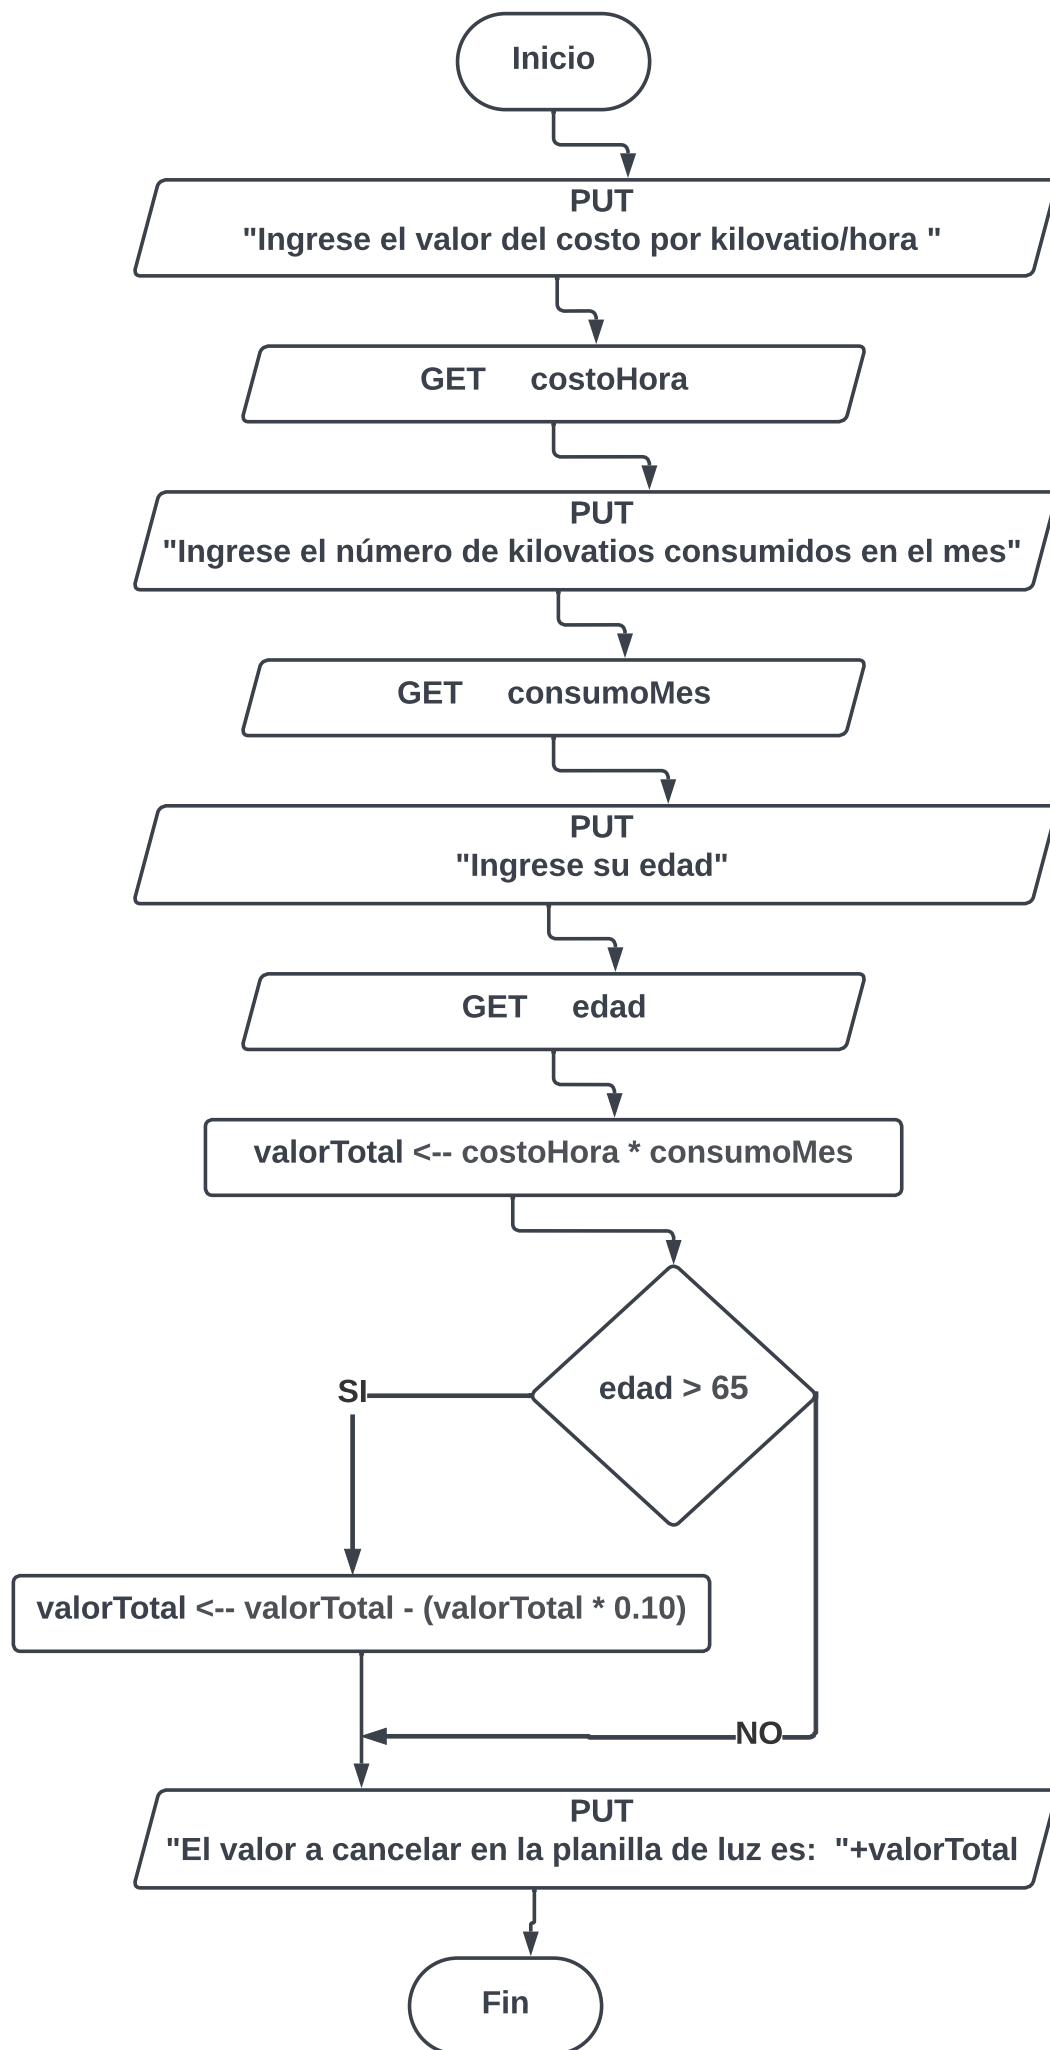 Inicio
PUT
"Ingrese el valor del costo por kilovatio/hora "
GET costoHora
PUT
"Ingrese el número de kilovatios consumidos en el mes"
GET consumoMes
PUT
"Ingrese su edad"
GET edad
valorTotal <-- costoHora * consumoMes
edad > 65
SI
valorTotal <-- valorTotal - (valorTotal * 0.10)
NO
PUT
"El valor a cancelar en la planilla de luz es:  "+valorTotal
Fin